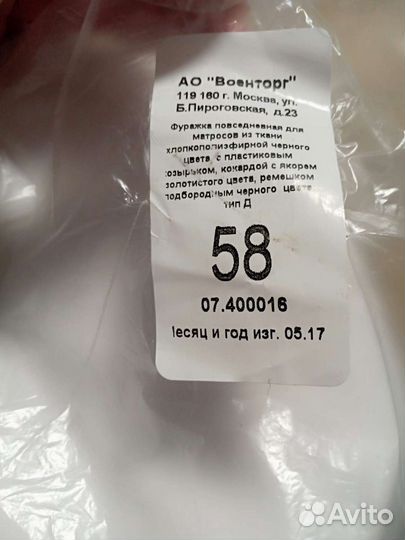 АО "Военторг"
119 160 г. Москва, ул.
Б.Пироговская, д.23
Фуражка повседневная для
матросов из ткани
хлопкополиэфирной черного
цвета, с пластиковым
козырьком, кокардой с якорем
золотистого цвета, ремешком
подбородным черного цвета
тип Д
58
07.400016
Месяц и год изг. 05.17
Avito